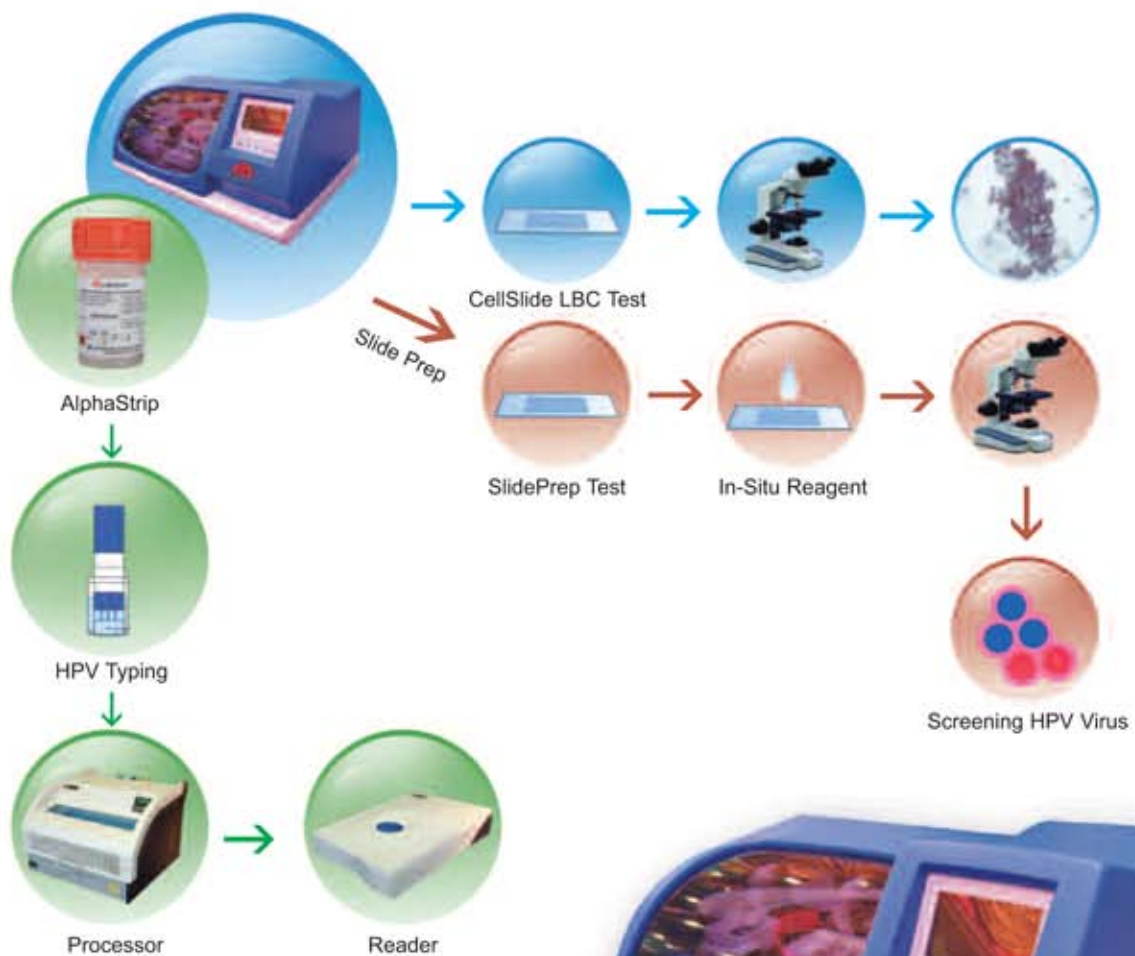 CellSlide LBC Test
Slide Prep
AlphaStrip
SlidePrep Test
In-Situ Reagent
HPV Typing
Screening HPV Virus
Processor
Reader